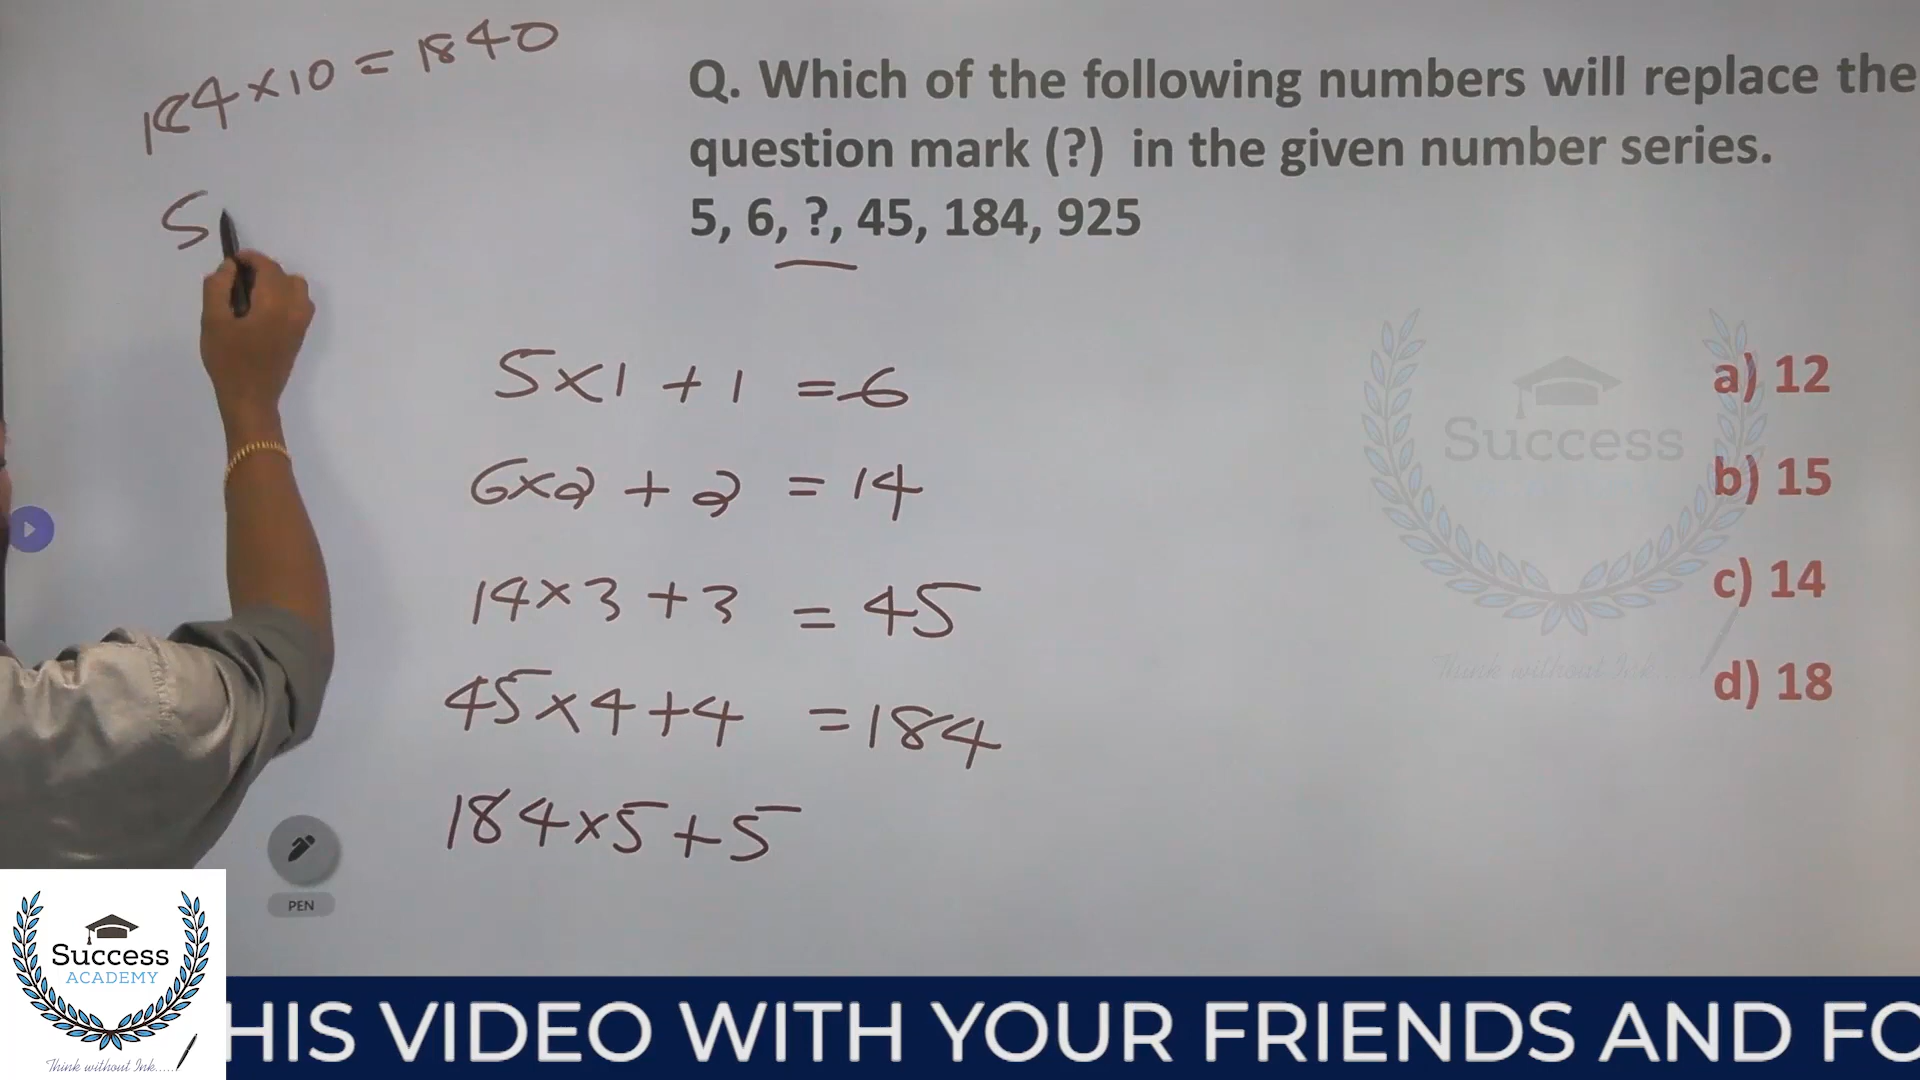 184×10=1840
5
Q. Which of the following numbers will replace the
question mark (?) in the given number series.
5, 6, ?, 45, 184, 925
5×1+1=6
6×2+2=14
14×3+3=45
45×4+4=184
184×5+5
a) 12
b) 15
c) 14
d) 18
Success
Think without Ink...
PEN
Success
ACADEMY
Think without Ink.....
HIS VIDEO WITH YOUR FRIENDS AND FO